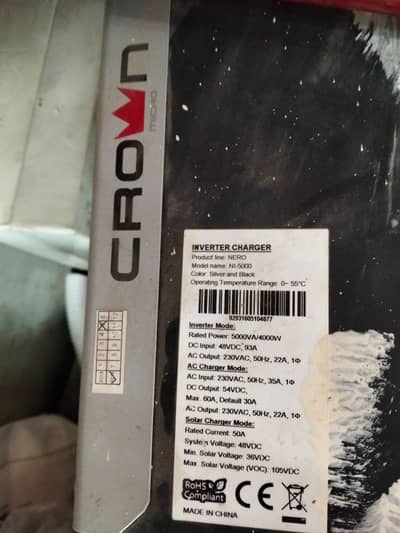 CROWN
MICRO
INVERTER CHARGER
Product line: NERO
Model name: NI-5000
Color: Silver and Black
Operating Temperature Range: 0~ 55°C
92931605104877
Inverter Mode:
Rated Power: 5000VA/4000W
DC Input: 48VDC, 93A
AC Output: 230VAC, 50Hz, 22A, 1Φ
AC Charger Mode:
AC Input: 230VAC, 50Hz, 35A, 1Φ
DC Output: 54VDC,
Max. 60A, Default 30A
AC Output: 230VAC, 50Hz, 22A, 1Φ
Solar Charger Mode:
Rated Current: 50A
System Voltage: 48VDC
Min. Solar Voltage: 36VDC
Max. Solar Voltage (VOC): 105VDC
RoHS
Compliant
CE
MADE IN CHINA